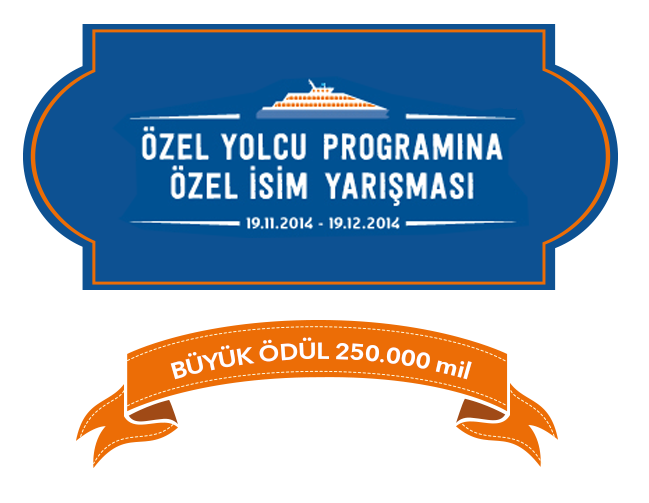 ÖZEL YOLCU PROGRAMINA
ÖZEL İSİM YARIŞMASI
19.11.2014 - 19.12.2014
BÜYÜK ÖDÜL 250.000 mil